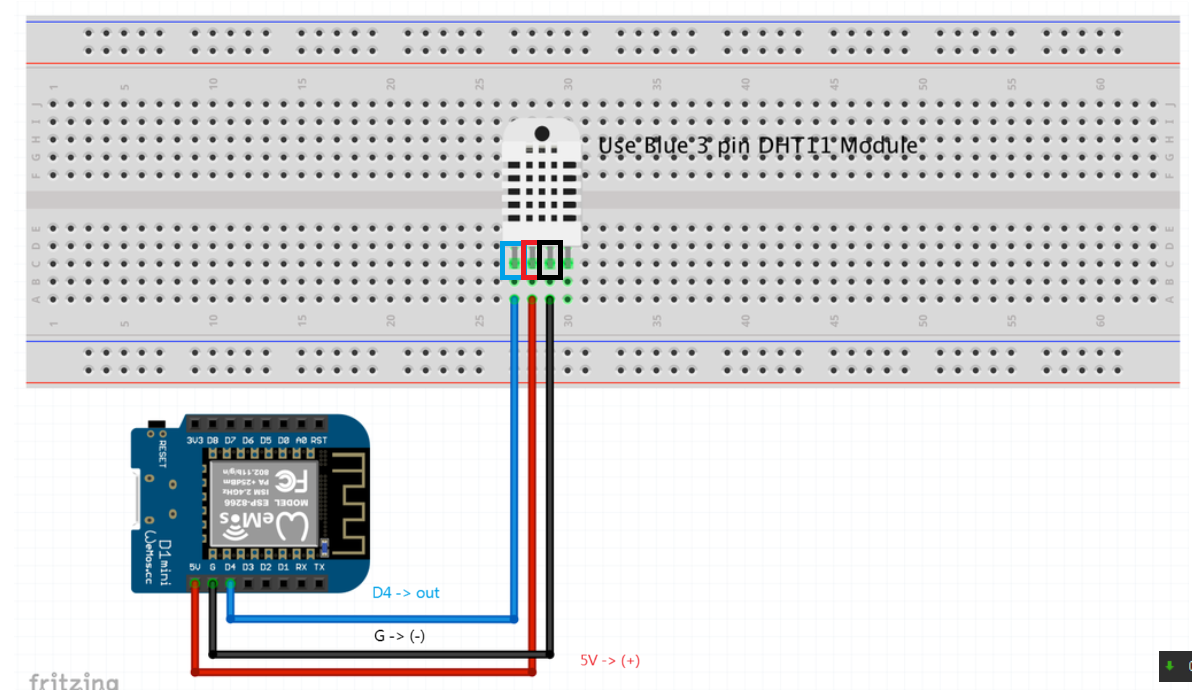 1 5 10 15 20 25 30 35 40 45 50 55 60
J J
I I
H H
G G
F F
Use Blue 3 pin DHT11 Module
E E
D D
C C
B B
A A
1 5 10 15 20 25 30 35 40 45 50 55 60
RESET
3V3 D8 D7 D6 D5 D0 A0 RST
WeMos
MODEL ESP-8266
ISM 2.4GHz
PA +25dBm
802.11b/g/n
FC
D1 mini
WeMos.cc
5V G D4 D3 D2 D1 RX TX
D4 -> out
G -> (-)
5V -> (+)
fritzing